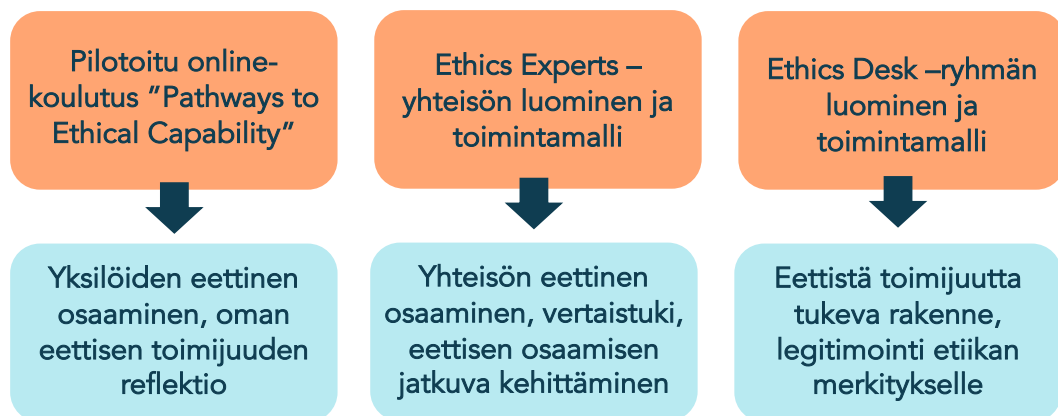 Pilotoitu online-
koulutus ”Pathways to
Ethical Capability”
Ethics Experts –
yhteisön luominen ja
toimintamalli
Ethics Desk –ryhmän
luominen ja
toimintamalli
Yksilöiden eettinen
osaaminen, oman
eettisen toimijuuden
reflektio
Yhteisön eettinen
osaaminen, vertaistuki,
eettisen osaamisen
jatkuva kehittäminen
Eettistä toimijuutta
tukeva rakenne,
legitimointi etiikan
merkitykselle